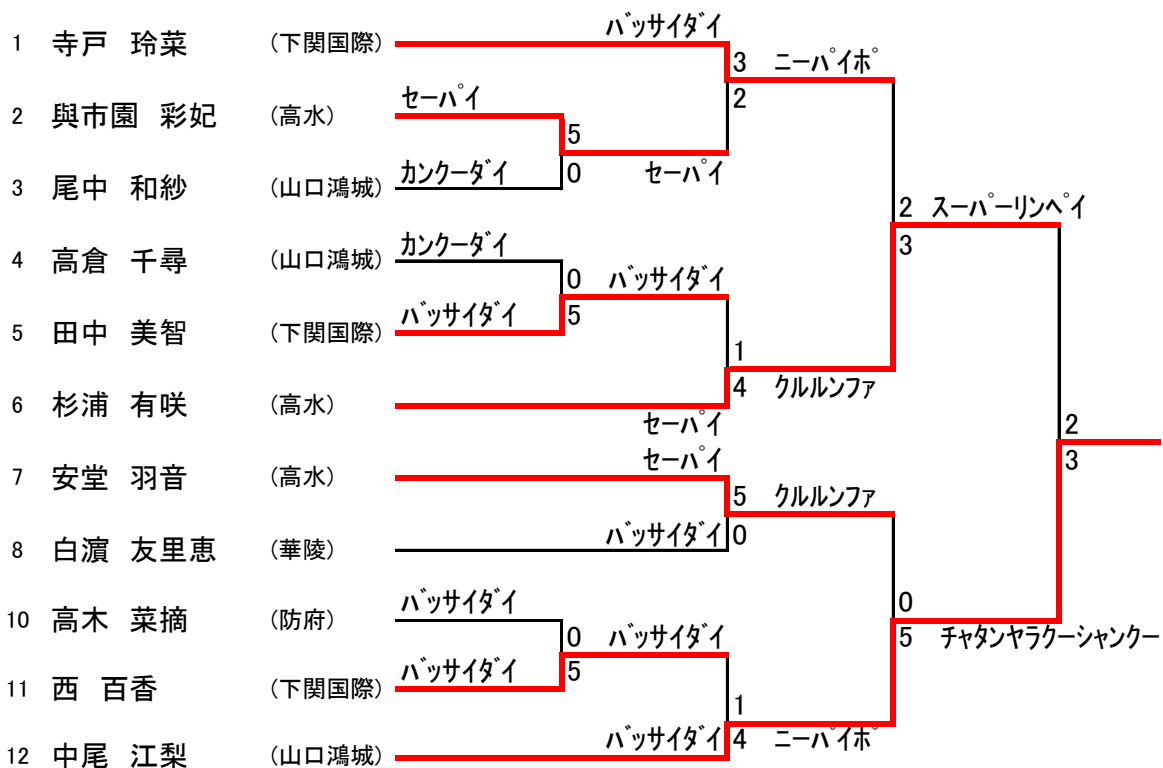 バッサイダイ
1 寺戸 玲菜 (下関国際)
3 ニーパイポ
セーパイ
2
2 與市園 彩妃 (高水)
5
カンクーダイ 0 セーパイ
3 尾中 和紗 (山口鴻城)
2 スーパーリンペイ
カンクーダイ
3
4 高倉 千尋 (山口鴻城)
0 バッサイダイ
バッサイダイ 5
5 田中 美智 (下関国際)
1
4 クルルンファ
6 杉浦 有咲 (高水)
セーパイ
2
セーパイ
3
7 安堂 羽音 (高水)
5 クルルンファ
バッサイダイ 0
8 白濵 友里恵 (華陵)
バッサイダイ
0
10 高木 菜摘 (防府)
0 バッサイダイ
5 チャタンヤラクーシャンクー
バッサイダイ 5
11 西 百香 (下関国際)
1
バッサイダイ 4 ニーパイポ
12 中尾 江梨 (山口鴻城)